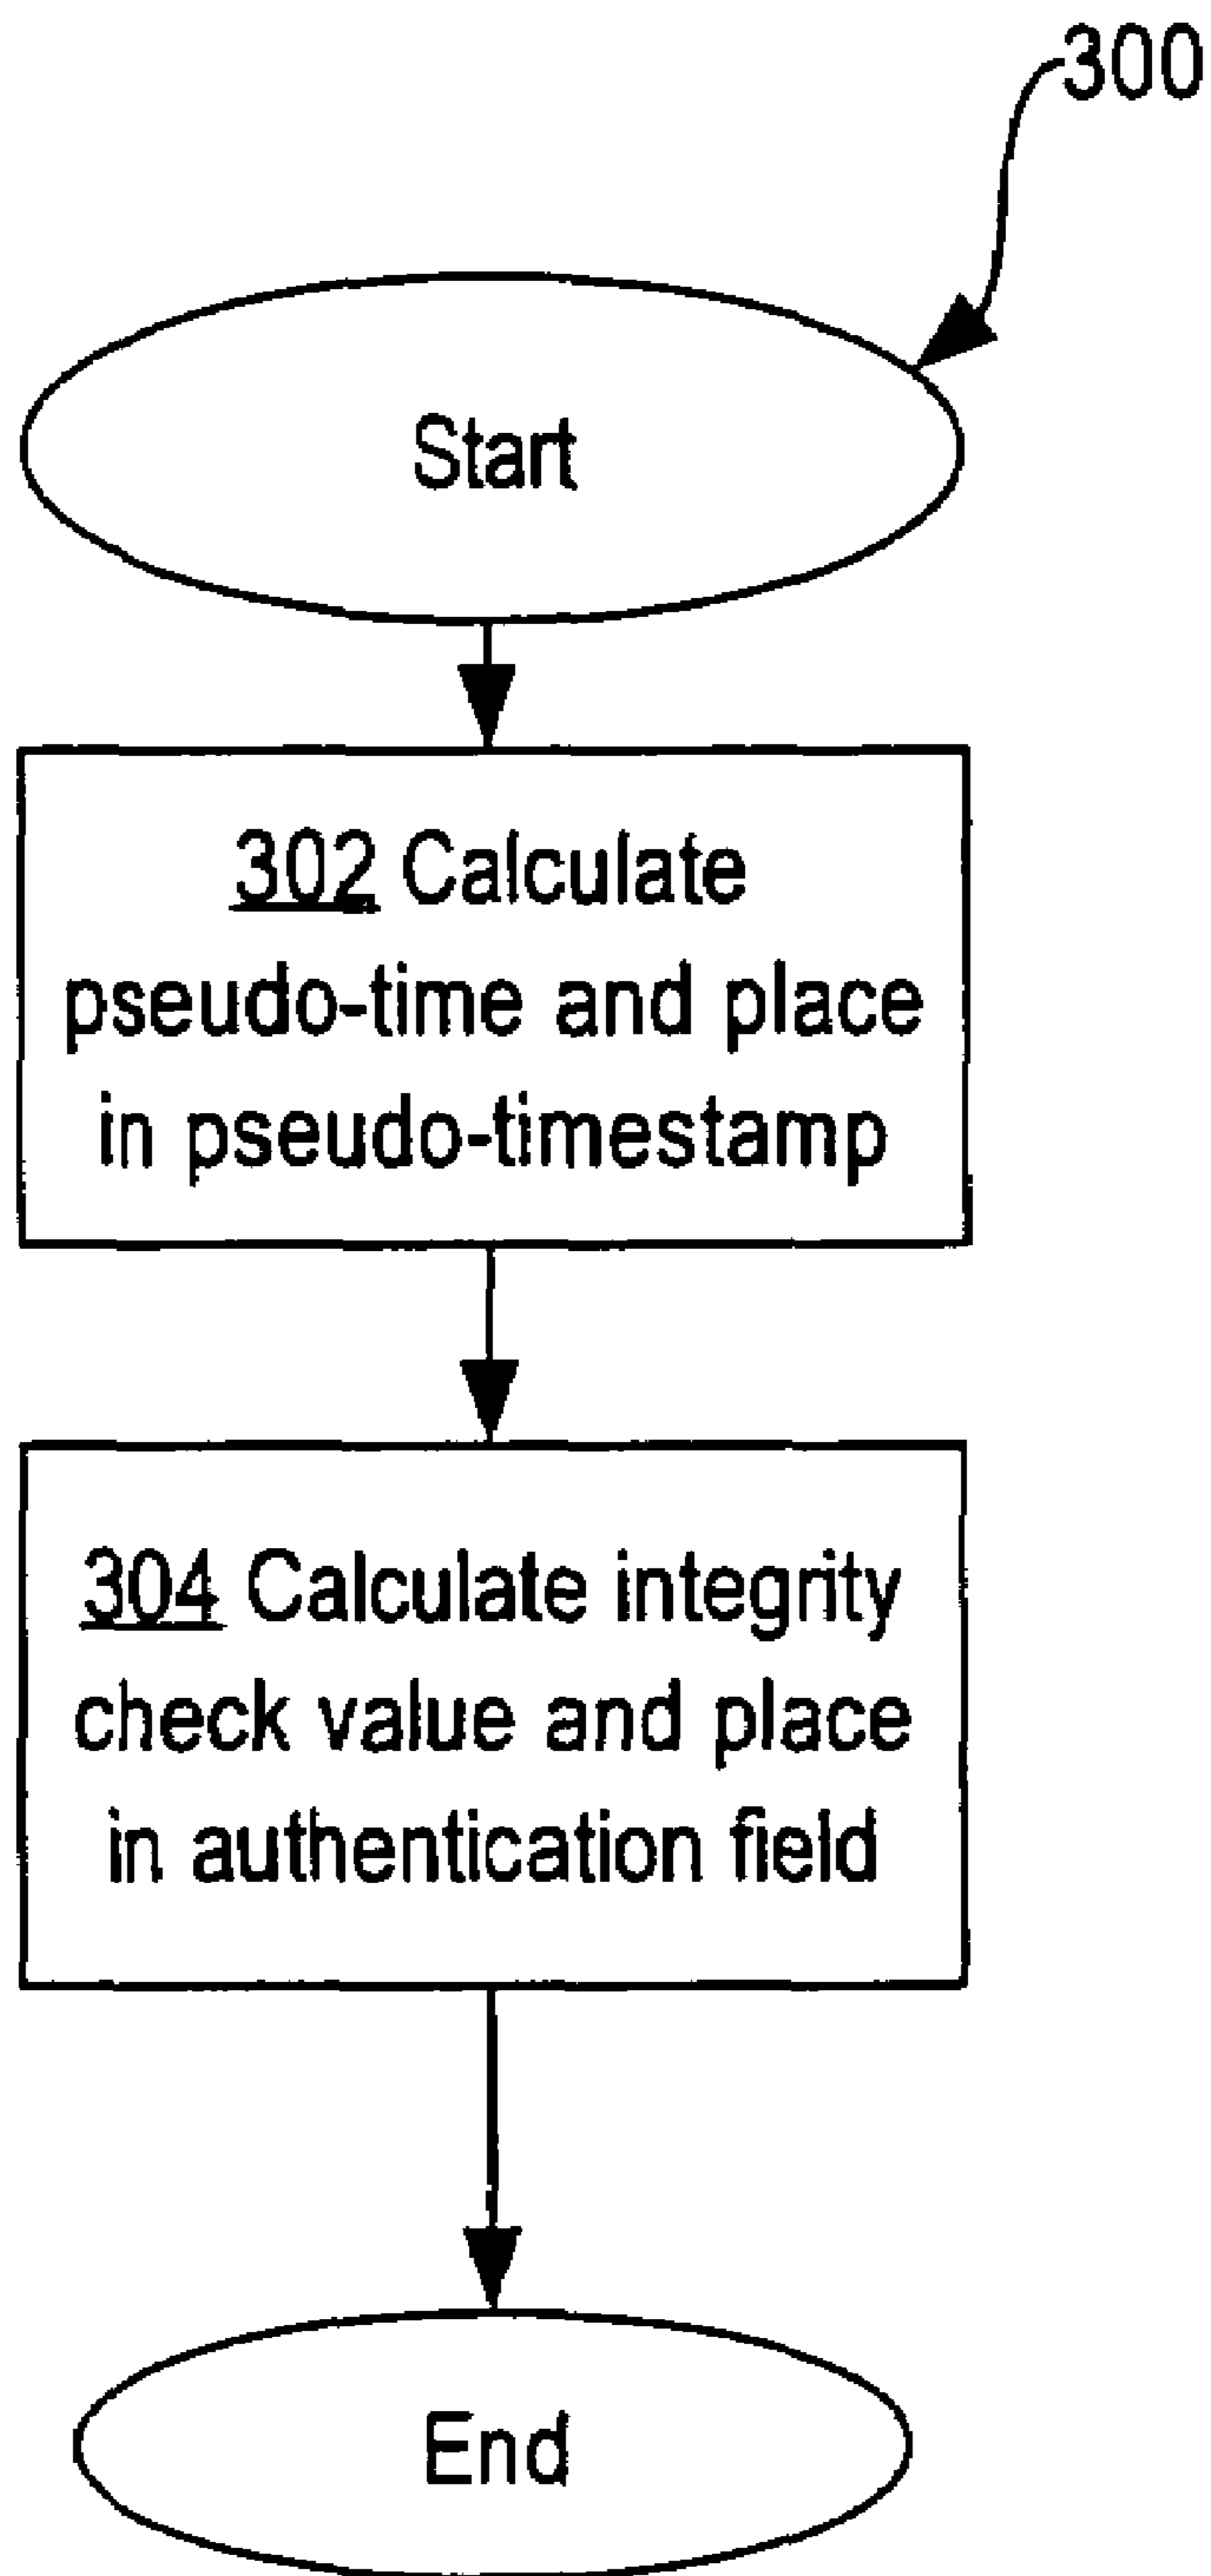 300
Start
302 Calculate
pseudo-time and place
in pseudo-timestamp
304 Calculate integrity
check value and place
in authentication field
End